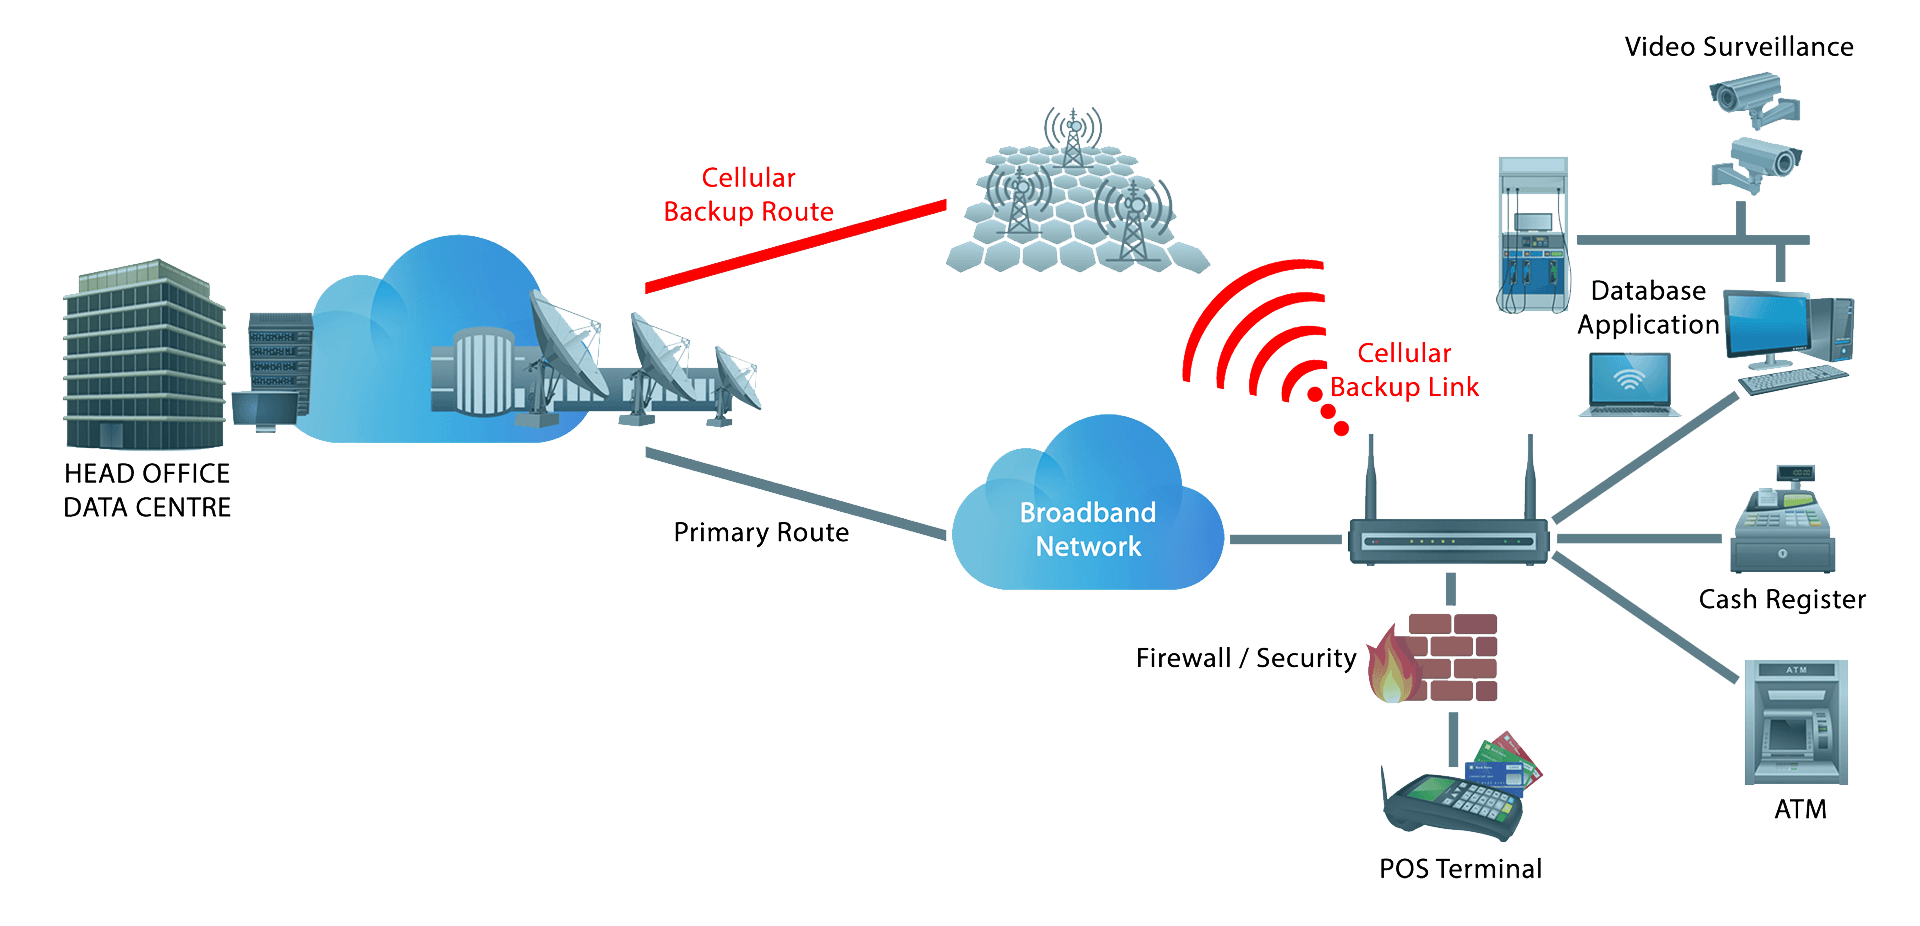 Video Surveillance
Cellular
Backup Route
Database
Application
Cellular
Backup Link
HEAD OFFICE
DATA CENTRE
Primary Route
Broadband
Network
Cash Register
Firewall / Security
ATM
ATM
POS Terminal